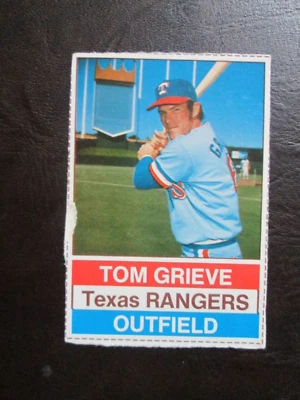 T
TOM GRIEVE
Texas RANGERS
OUTFIELD